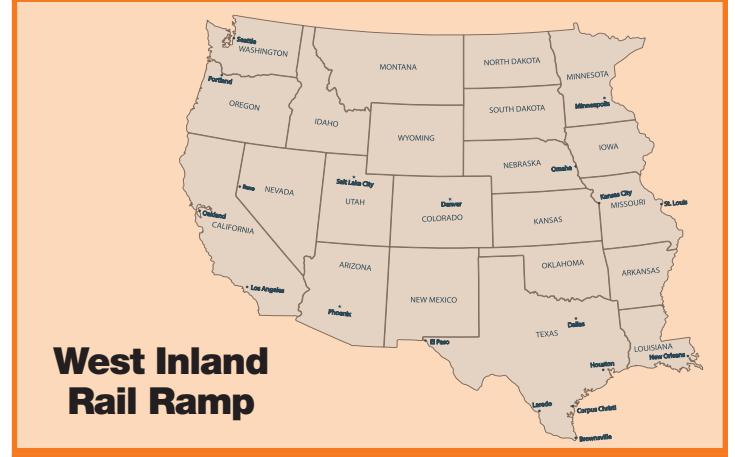 Seattle
WASHINGTON
Portland
OREGON
IDAHO
MONTANA
NORTH DAKOTA
MINNESOTA
Minneapolis
SOUTH DAKOTA
WYOMING
IOWA
NEBRASKA
Omaha
Reno
NEVADA
Salt Lake City
UTAH
Denver
COLORADO
KANSAS
Kansas City
MISSOURI
St. Louis
Oakland
CALIFORNIA
Los Angeles
ARIZONA
Phoenix
NEW MEXICO
OKLAHOMA
ARKANSAS
El Paso
TEXAS
Dallas
LOUISIANA
New Orleans
Houston
Laredo
Corpus Christi
Brownsville
West Inland
Rail Ramp